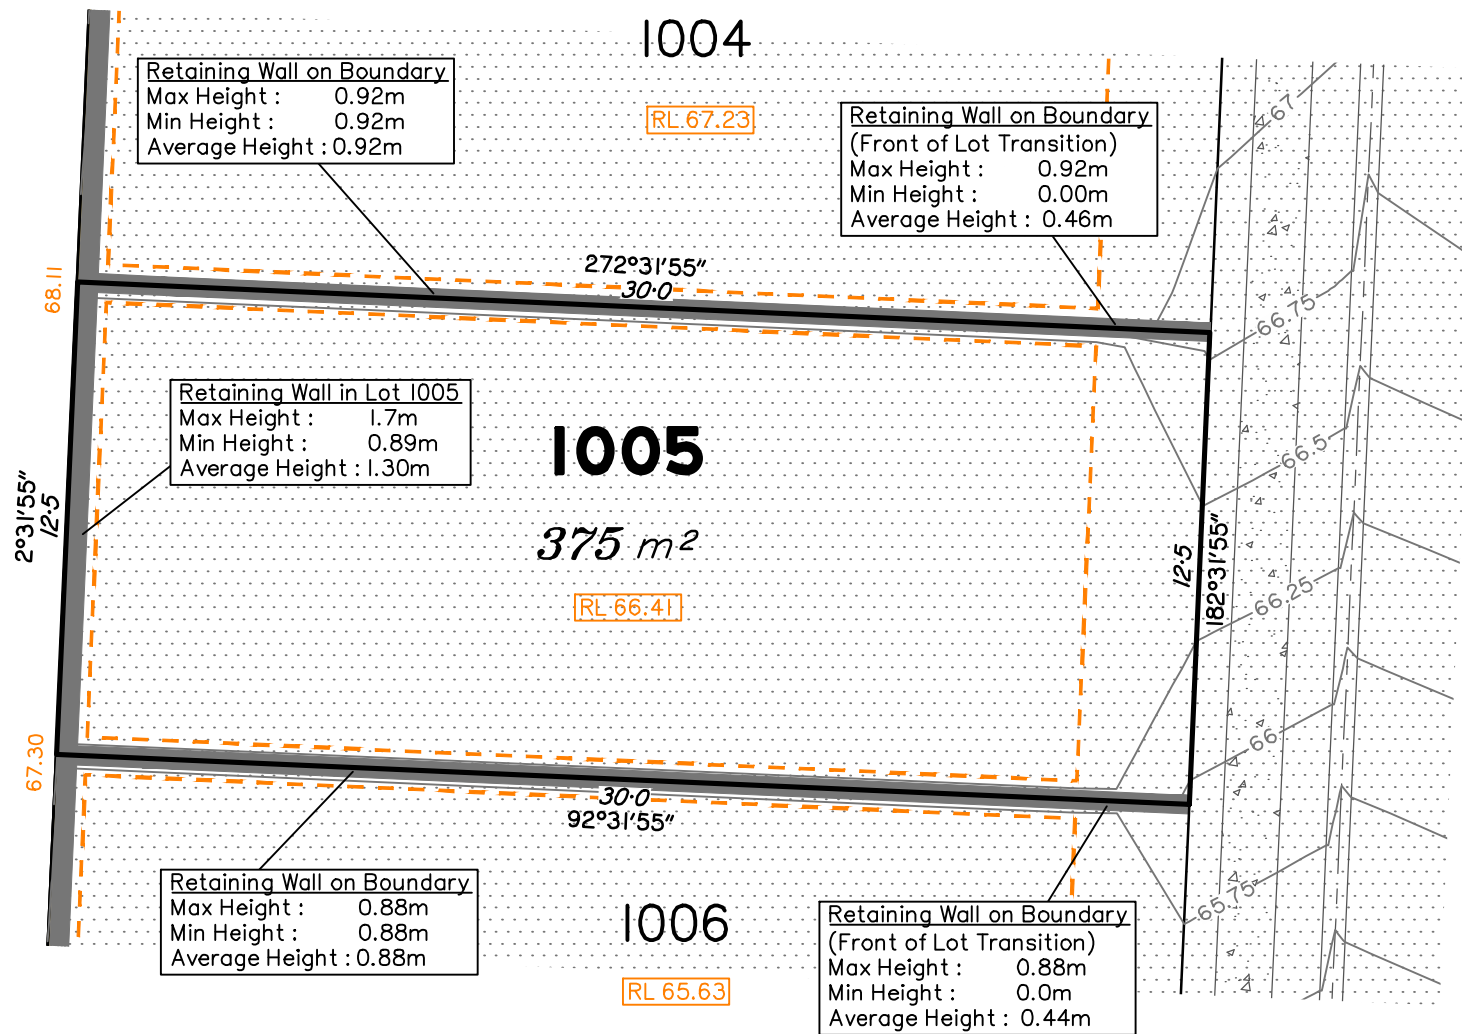 1004
Retaining Wall on Boundary
Max Height : 0.92m
Min Height : 0.92m
Average Height : 0.92m
RL 67.23
Retaining Wall on Boundary
(Front of Lot Transition)
Max Height : 0.92m
Min Height : 0.00m
Average Height : 0.46m
67
68.11
272°31'55"
30·0
66.75
Retaining Wall in Lot 1005
Max Height : 1.7m
Min Height : 0.89m
Average Height : 1.30m
1005
375 m²
RL 66.41
2°31'55"
12·5
66.5
12·5
182°31'55"
66.25
66
67.30
30·0
92°31'55"
Retaining Wall on Boundary
Max Height : 0.88m
Min Height : 0.88m
Average Height : 0.88m
1006
RL 65.63
65.75
Retaining Wall on Boundary
(Front of Lot Transition)
Max Height : 0.88m
Min Height : 0.0m
Average Height : 0.44m